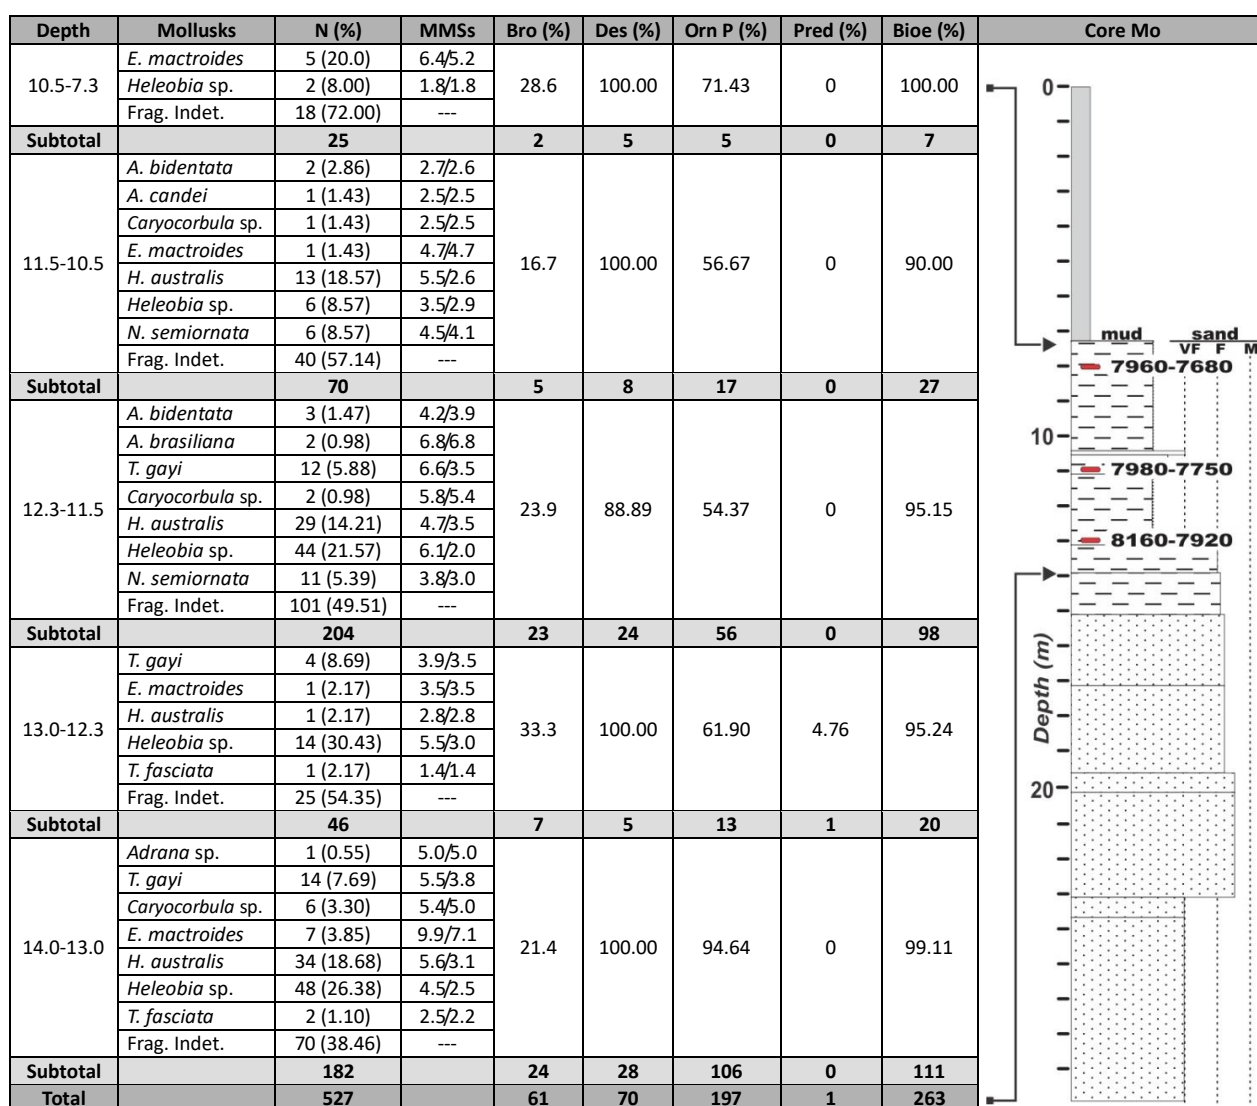 Depth Mollusks N (%) MMSs Bro (%) Des (%) Orn P (%) Pred (%) Bioe (%) Core Mo
10.5-7.3 E. mactroides 5 (20.0) 6.4/5.2 28.6 100.00 71.43 0 100.00
Heleobia sp. 2 (8.00) 1.8/1.8
Frag. Indet. 18 (72.00) ---
Subtotal 25 2 5 5 0 7
11.5-10.5 A. bidentata 2 (2.86) 2.7/2.6 16.7 100.00 56.67 0 90.00
A. candei 1 (1.43) 2.5/2.5
Caryocorbula sp. 1 (1.43) 2.5/2.5
E. mactroides 1 (1.43) 4.7/4.7
H. australis 13 (18.57) 5.5/2.6
Heleobia sp. 6 (8.57) 3.5/2.9
N. semiornata 6 (8.57) 4.5/4.1
Frag. Indet. 40 (57.14) ---
Subtotal 70 5 8 17 0 27
12.3-11.5 A. bidentata 3 (1.47) 4.2/3.9 23.9 88.89 54.37 0 95.15
A. brasiliana 2 (0.98) 6.8/6.8
T. gayi 12 (5.88) 6.6/3.5
Caryocorbula sp. 2 (0.98) 5.8/5.4
H. australis 29 (14.21) 4.7/3.5
Heleobia sp. 44 (21.57) 6.1/2.0
N. semiornata 11 (5.39) 3.8/3.0
Frag. Indet. 101 (49.51) ---
Subtotal 204 23 24 56 0 98
13.0-12.3 T. gayi 4 (8.69) 3.9/3.5 33.3 100.00 61.90 4.76 95.24
E. mactroides 1 (2.17) 3.5/3.5
H. australis 1 (2.17) 2.8/2.8
Heleobia sp. 14 (30.43) 5.5/3.0
T. fasciata 1 (2.17) 1.4/1.4
Frag. Indet. 25 (54.35) ---
Subtotal 46 7 5 13 1 20
14.0-13.0 Adrana sp. 1 (0.55) 5.0/5.0 21.4 100.00 94.64 0 99.11
T. gayi 14 (7.69) 5.5/3.8
Caryocorbula sp. 6 (3.30) 5.4/5.0
E. mactroides 7 (3.85) 9.9/7.1
H. australis 34 (18.68) 5.6/3.1
Heleobia sp. 48 (26.38) 4.5/2.5
T. fasciata 2 (1.10) 2.5/2.2
Frag. Indet. 70 (38.46) ---
Subtotal 182 24 28 106 0 111
Total 527 61 70 197 1 263
0
mud sand
VF F M
7960-7680
10
7980-7750
8160-7920
Depth (m)
20